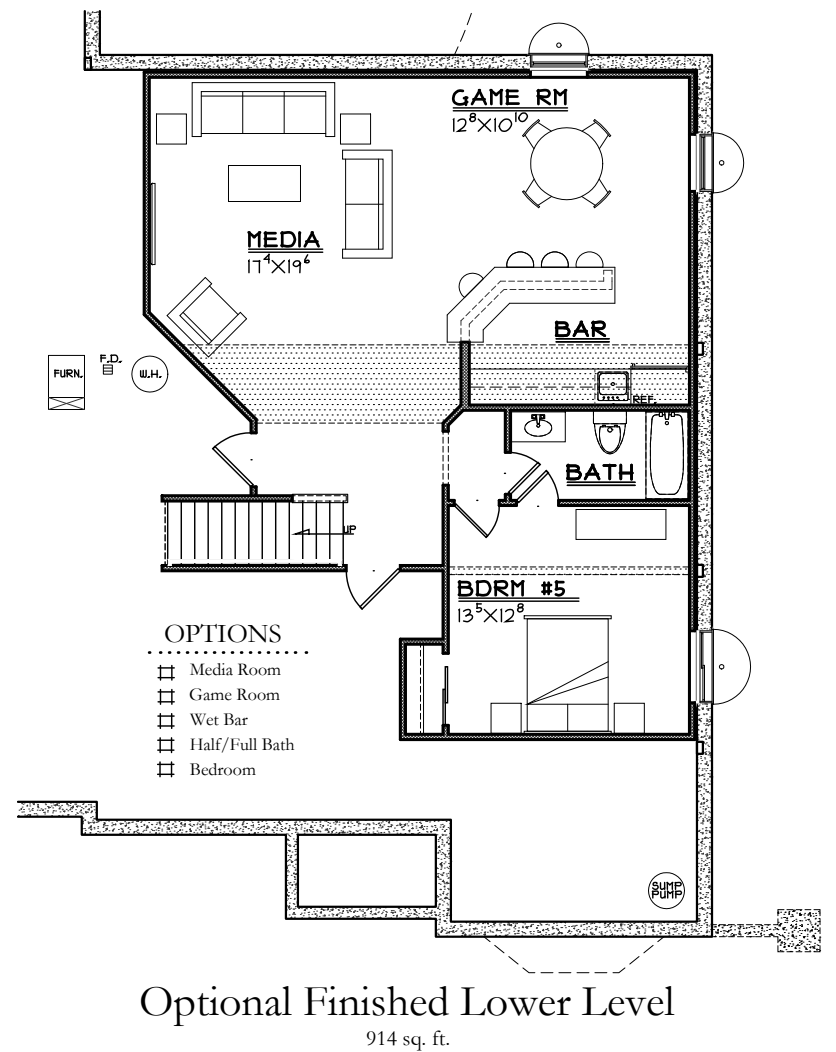 GAME RM
12⁸X10¹⁰
MEDIA
17⁴X19⁶
BAR
F.D.
FURN.
W.H.
REF.
BATH
UP
BDRM #5
13⁵X12⁸
OPTIONS
Media Room
Game Room
Wet Bar
Half/Full Bath
Bedroom
SUMP
PUMP
Optional Finished Lower Level
914 sq. ft.